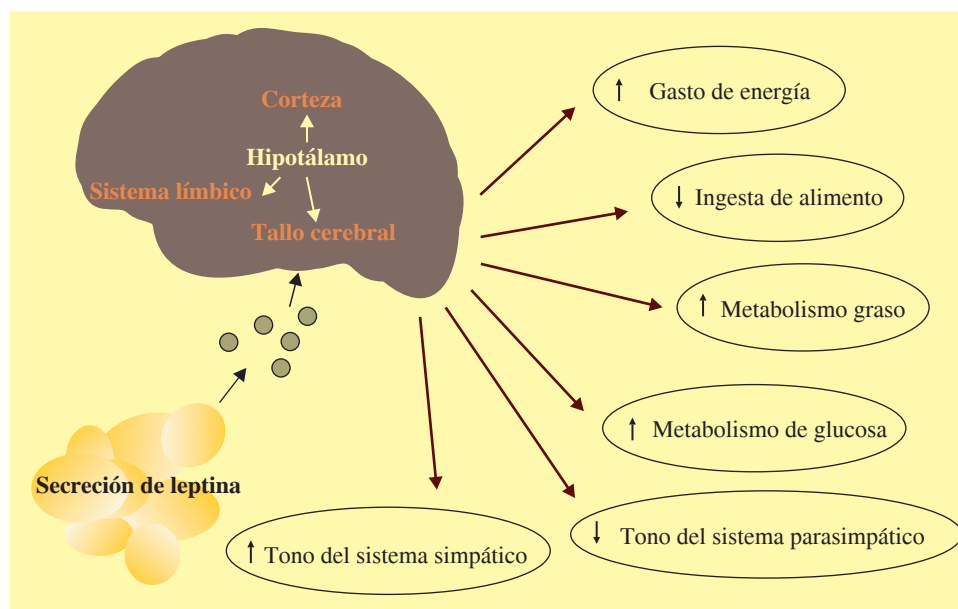 Corteza
Hipotálamo
Sistema límbico
Tallo cerebral
Secreción de leptina
↑ Gasto de energía
↓ Ingesta de alimento
↑ Metabolismo graso
↑ Metabolismo de glucosa
↓ Tono del sistema parasimpático
↑ Tono del sistema simpático